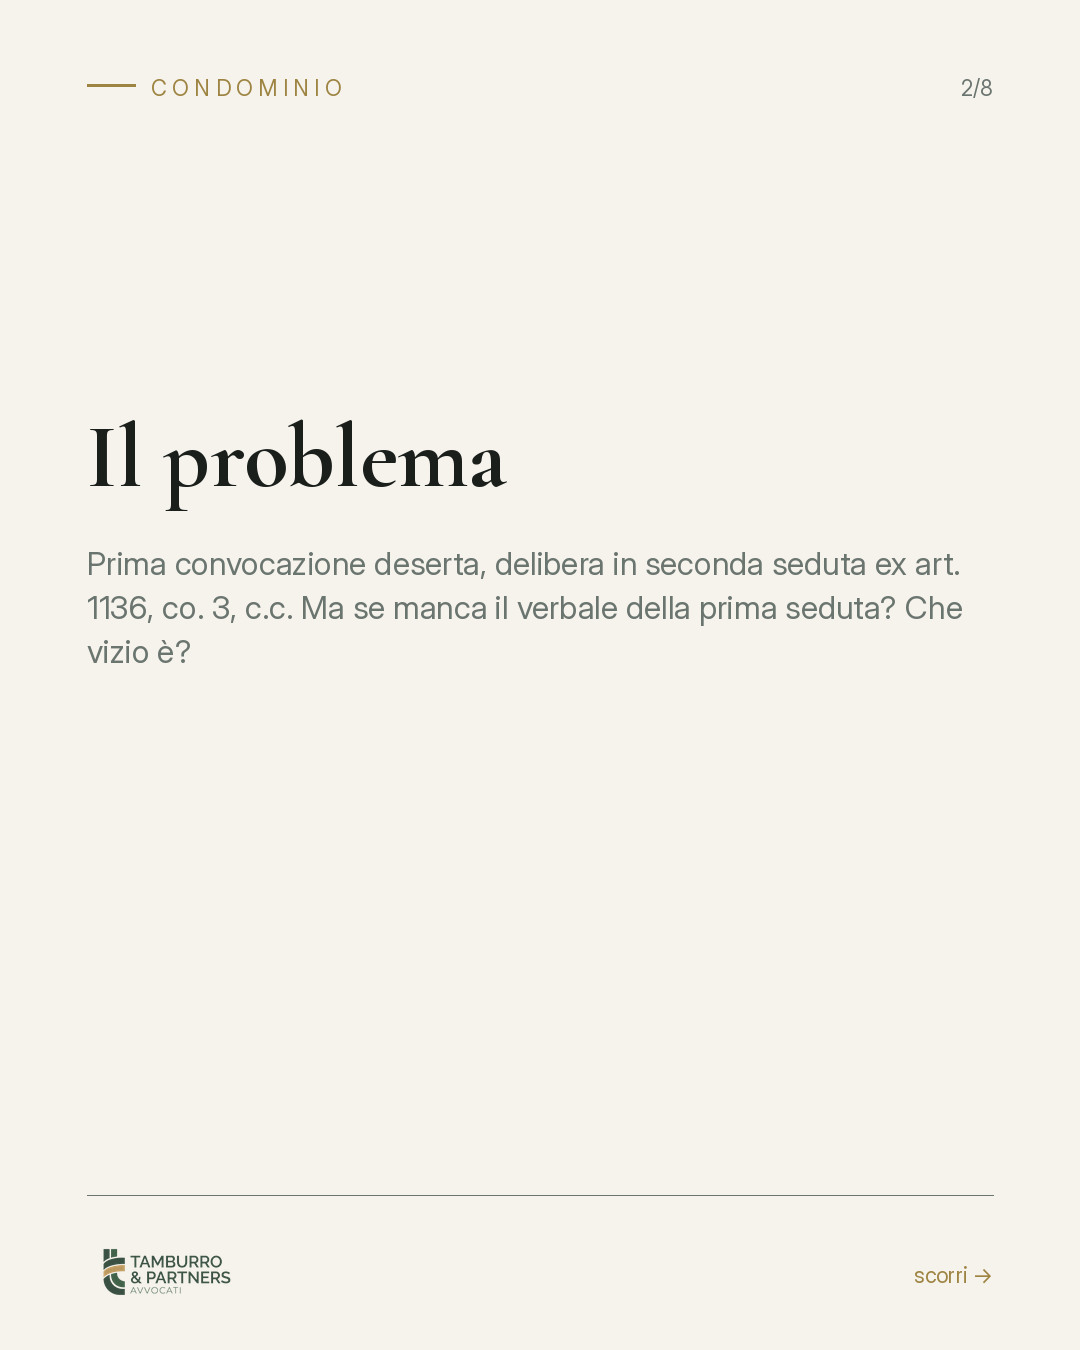 CONDOMINIO
2/8
Il problema
Prima convocazione deserta, delibera in seconda seduta ex art.
1136, co. 3, c.c. Ma se manca il verbale della prima seduta? Che
vizio è?
TAMBURRO
& PARTNERS
AVVOCATI
scorri →